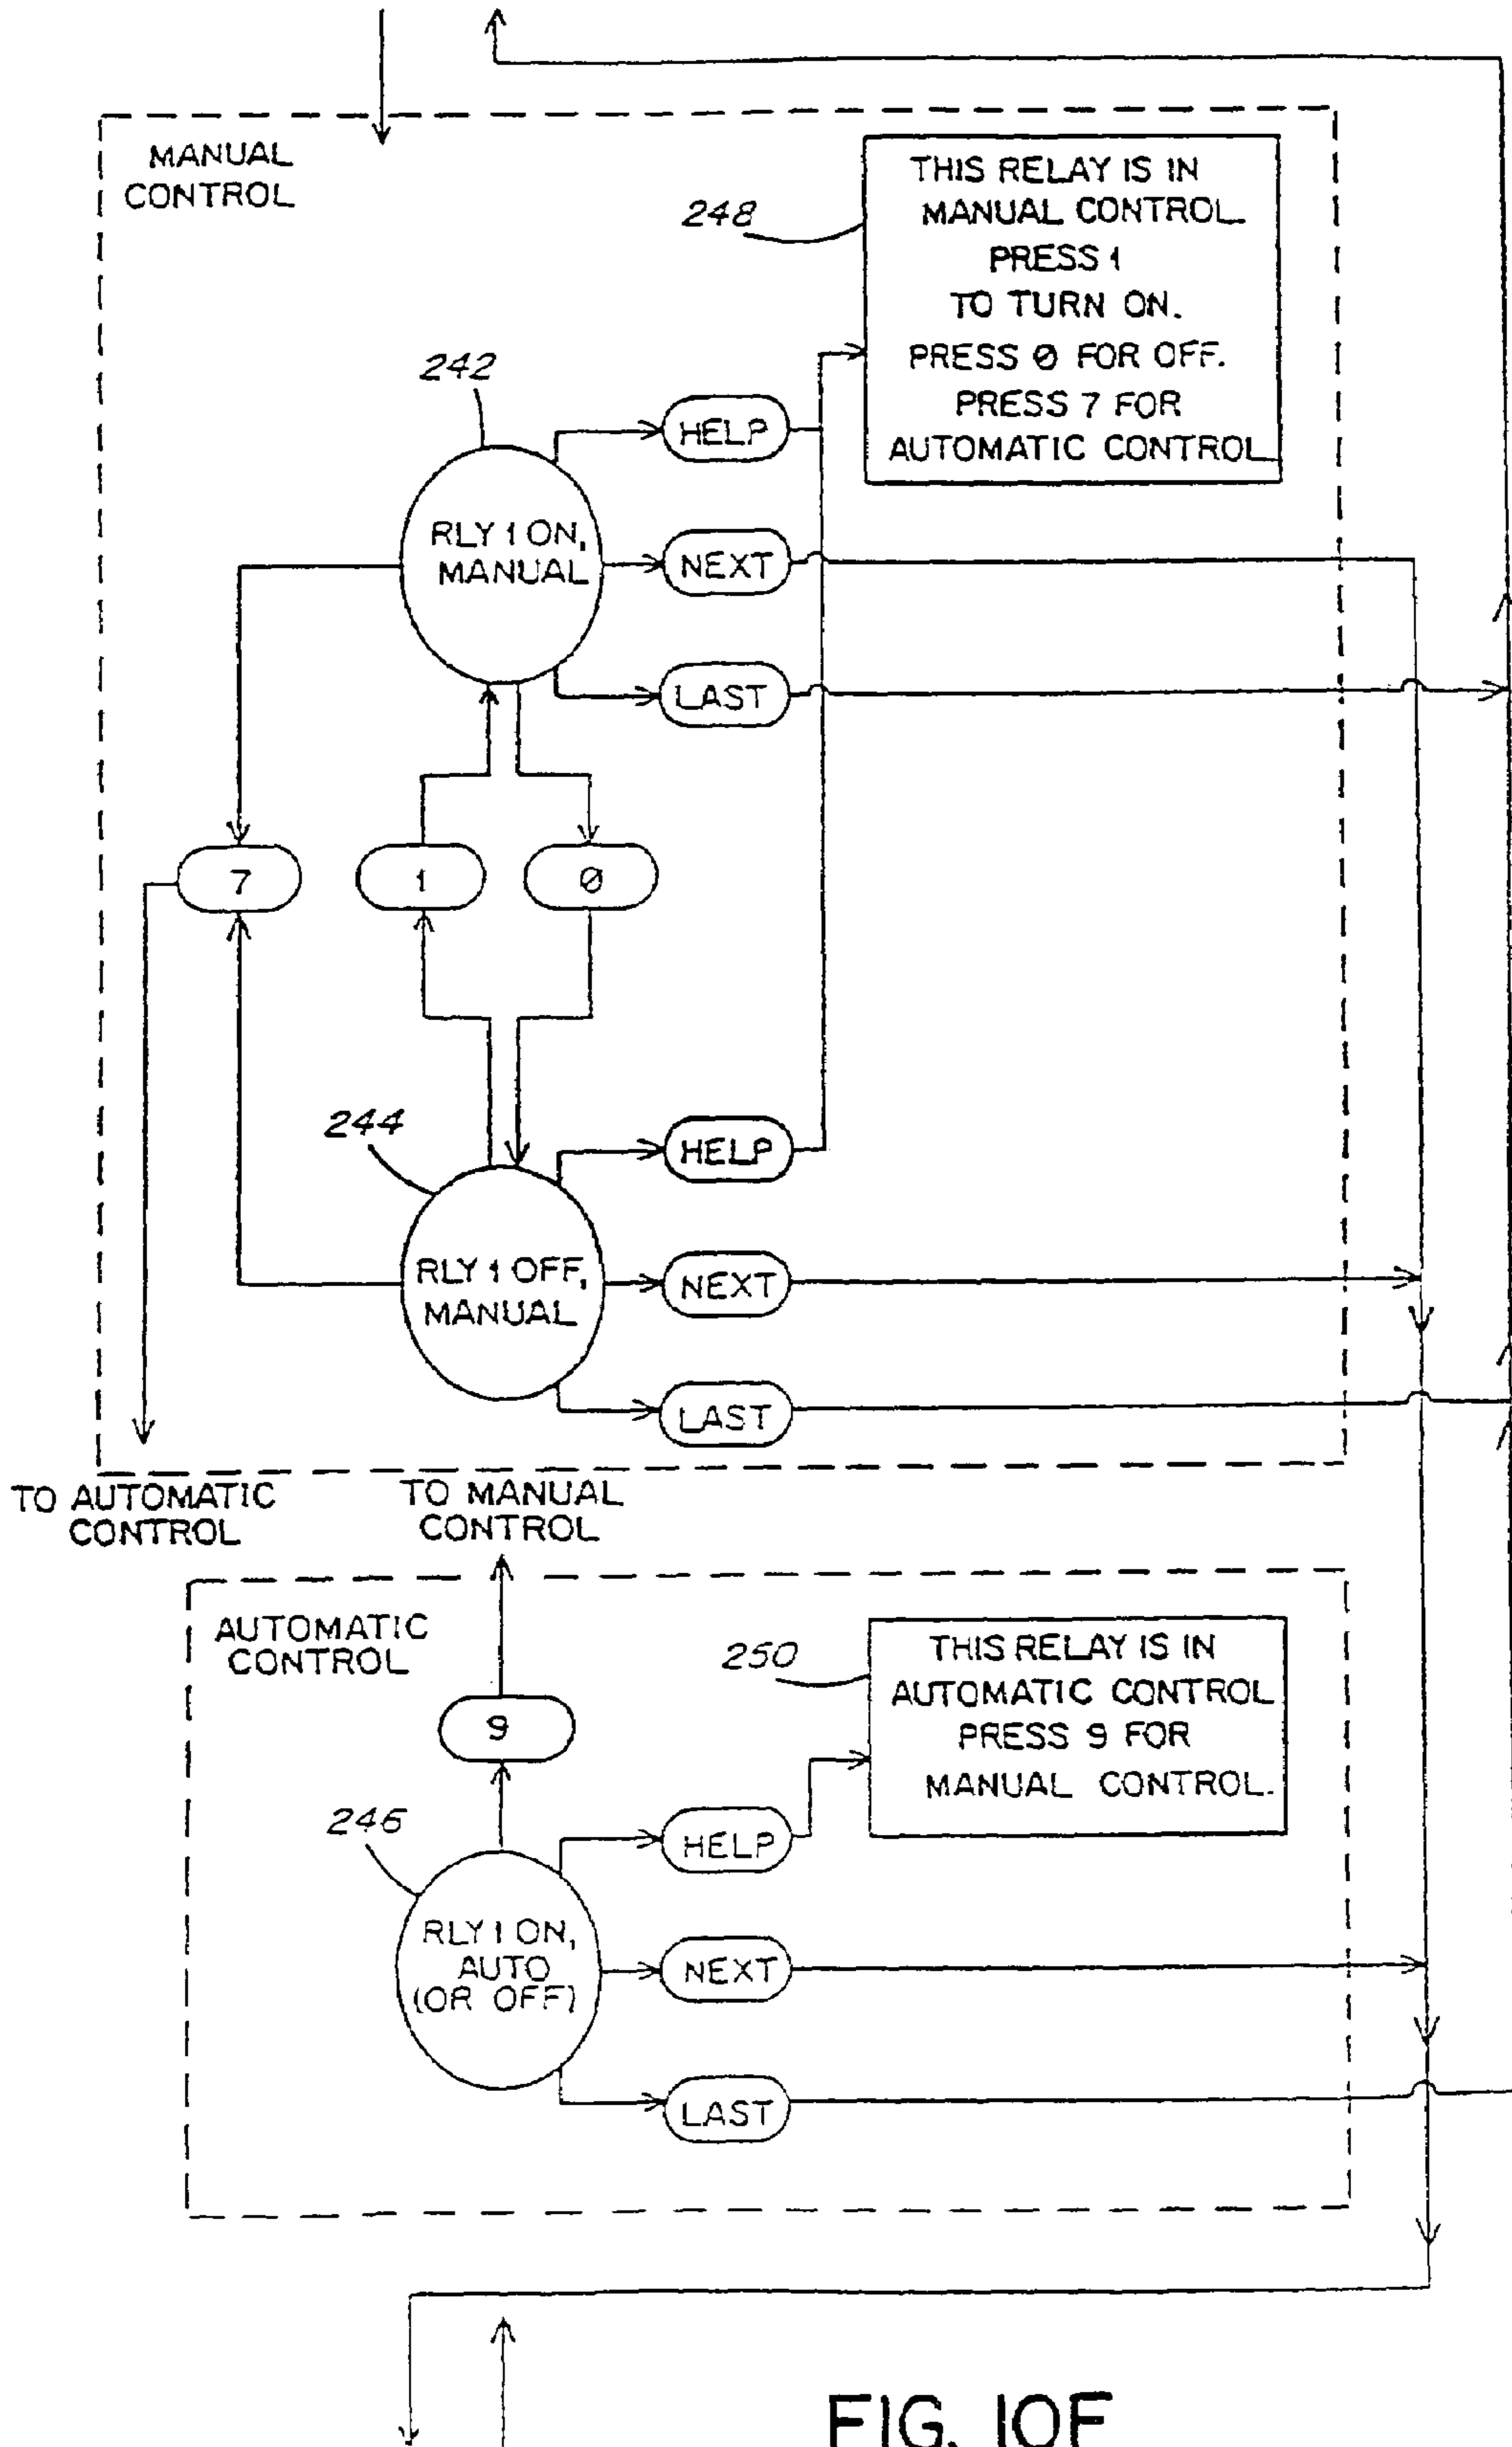 MANUAL
CONTROL
THIS RELAY IS IN
MANUAL CONTROL
PRESS 1
TO TURN ON.
PRESS 0 FOR OFF.
PRESS 7 FOR
AUTOMATIC CONTROL
248
242
HELP
RLY 1 ON,
MANUAL
NEXT
LAST
7
1
0
244
HELP
RLY 1 OFF,
MANUAL
NEXT
LAST
TO AUTOMATIC
CONTROL
TO MANUAL
CONTROL
AUTOMATIC
CONTROL
250
THIS RELAY IS IN
AUTOMATIC CONTROL
PRESS 9 FOR
MANUAL CONTROL.
9
246
HELP
RLY 1 ON,
AUTO
(OR OFF)
NEXT
LAST
FIG. 10F